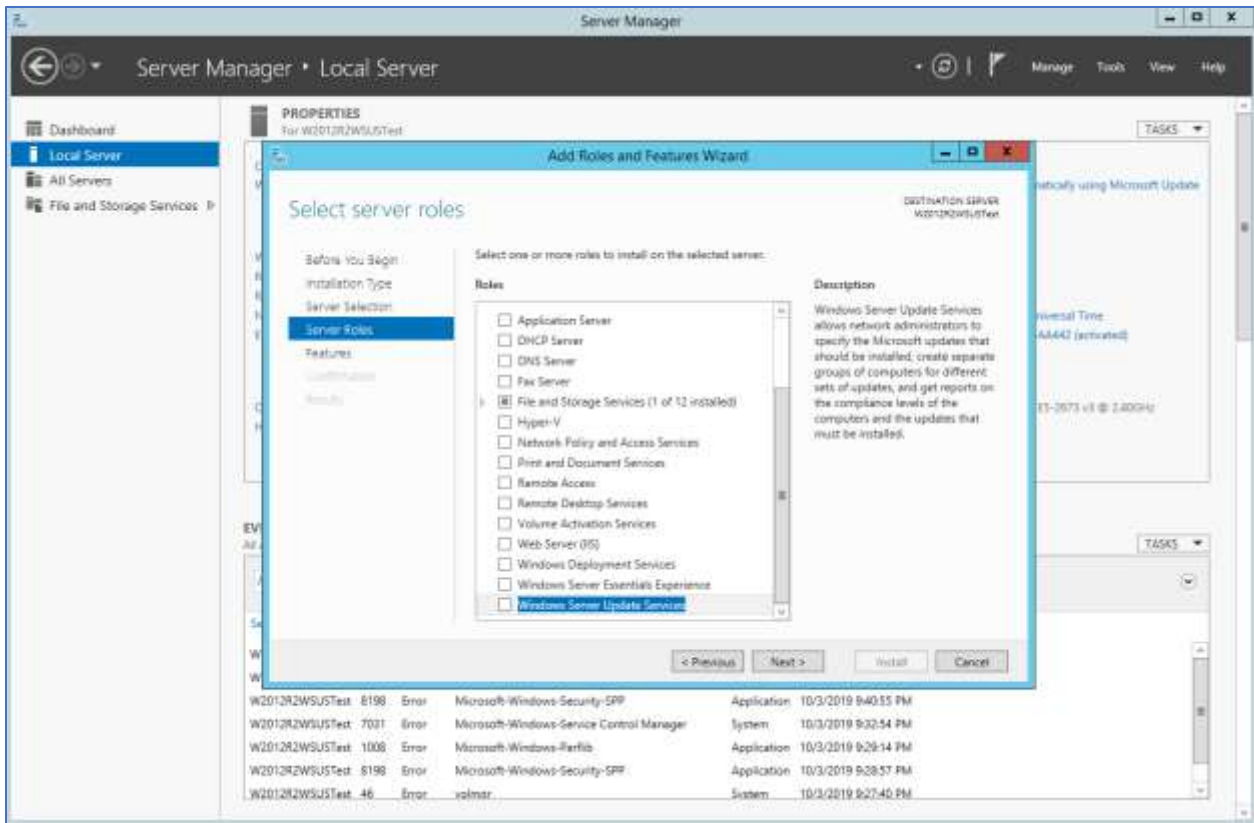 Server Manager
Server Manager • Local Server
Manage Tools View Help
Dashboard
Local Server
All Servers
File and Storage Services
PROPERTIES
For W2012R2WSUSTest
TASKS
Add Roles and Features Wizard
Select server roles
DESTINATION SERVER
W2012R2WSUSTest
Before You Begin
Installation Type
Server Selection
Server Roles
Features
Confirmation
Results
Select one or more roles to install on the selected server.
Roles
Application Server
DHCP Server
DNS Server
Fax Server
File and Storage Services (1 of 12 installed)
Hyper-V
Network Policy and Access Services
Print and Document Services
Remote Access
Remote Desktop Services
Volume Activation Services
Web Server (IIS)
Windows Deployment Services
Windows Server Essentials Experience
Windows Server Update Services
Description
Windows Server Update Services
allows network administrators to
specify the Microsoft updates that
should be installed, create separate
groups of computers for different
sets of updates, and get reports on
the compliance levels of the
computers and the updates that
must be installed.
< Previous
Next >
Install
Cancel
using Microsoft Update
Time
(activated)
@ 2.40GHz
EV
TASKS
W2012R2WSUSTest 8198 Error Microsoft-Windows-Security-SPP Application 10/3/2019 9:40:55 PM
W2012R2WSUSTest 7031 Error Microsoft-Windows-Service Control Manager System 10/3/2019 9:32:54 PM
W2012R2WSUSTest 1008 Error Microsoft-Windows-Perflib Application 10/3/2019 9:29:14 PM
W2012R2WSUSTest 8198 Error Microsoft-Windows-Security-SPP Application 10/3/2019 9:28:57 PM
W2012R2WSUSTest 46 Error volmgr System 10/3/2019 9:27:40 PM